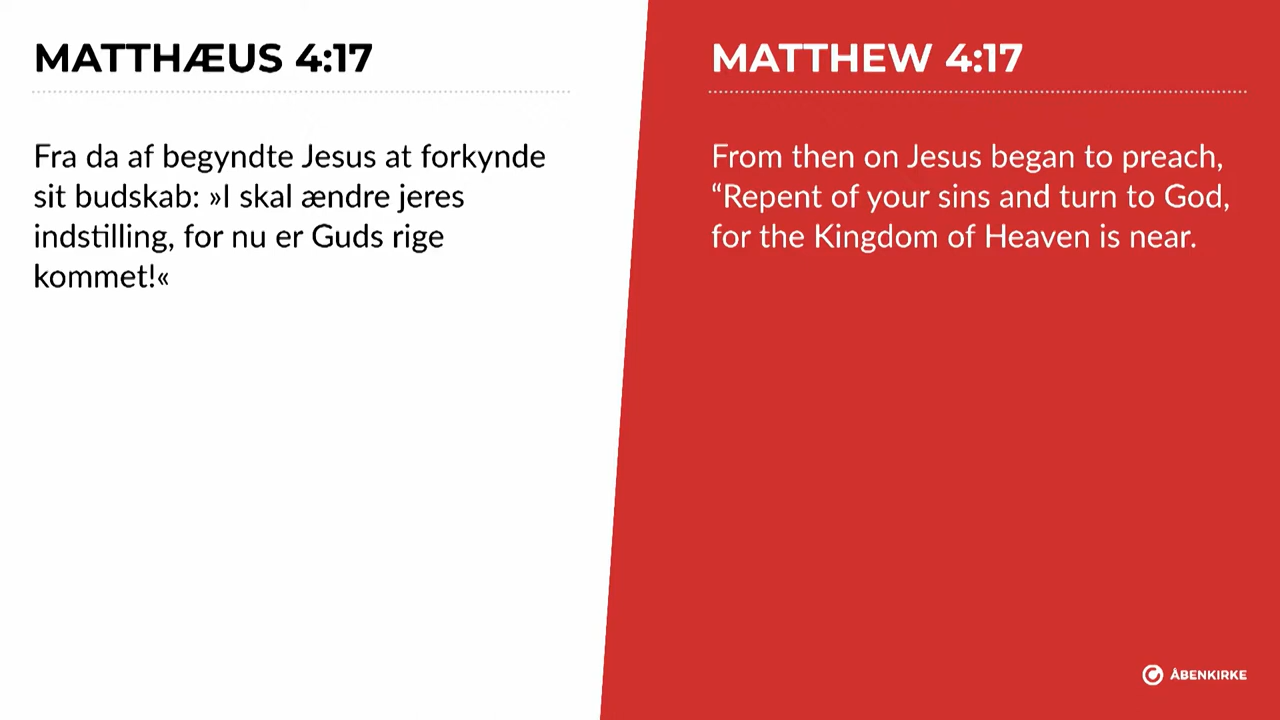 MATTHÆUS 4:17
Fra da af begyndte Jesus at forkynde
sit budskab: »I skal ændre jeres
indstilling, for nu er Guds rige
kommet!«
MATTHEW 4:17
From then on Jesus began to preach,
“Repent of your sins and turn to God,
for the Kingdom of Heaven is near.
ÅBENKIRKE